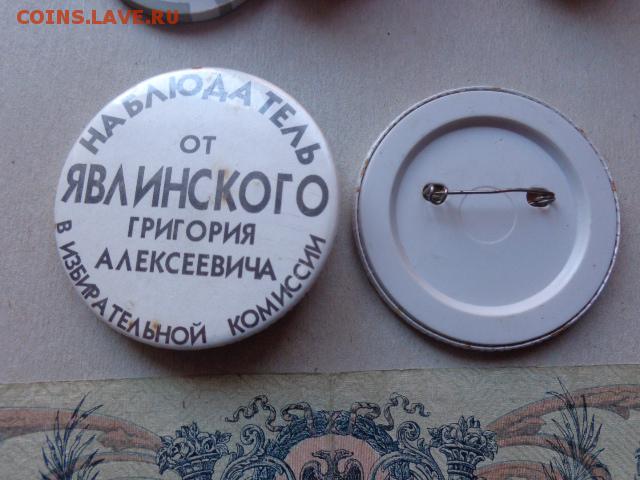 COINS.LAVE.RU
НАБЛЮДАТЕЛЬ
ОТ
ЯВЛИНСКОГО
ГРИГОРИЯ
АЛЕКСЕЕВИЧА
В ИЗБИРАТЕЛЬНОЙ КОМИССИИ